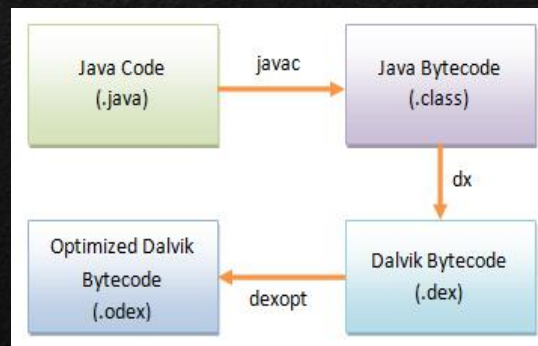 Java Code
(.java)
javac
Java Bytecode
(.class)
dx
Dalvik Bytecode
(.dex)
dexopt
Optimized Dalvik
Bytecode
(.odex)